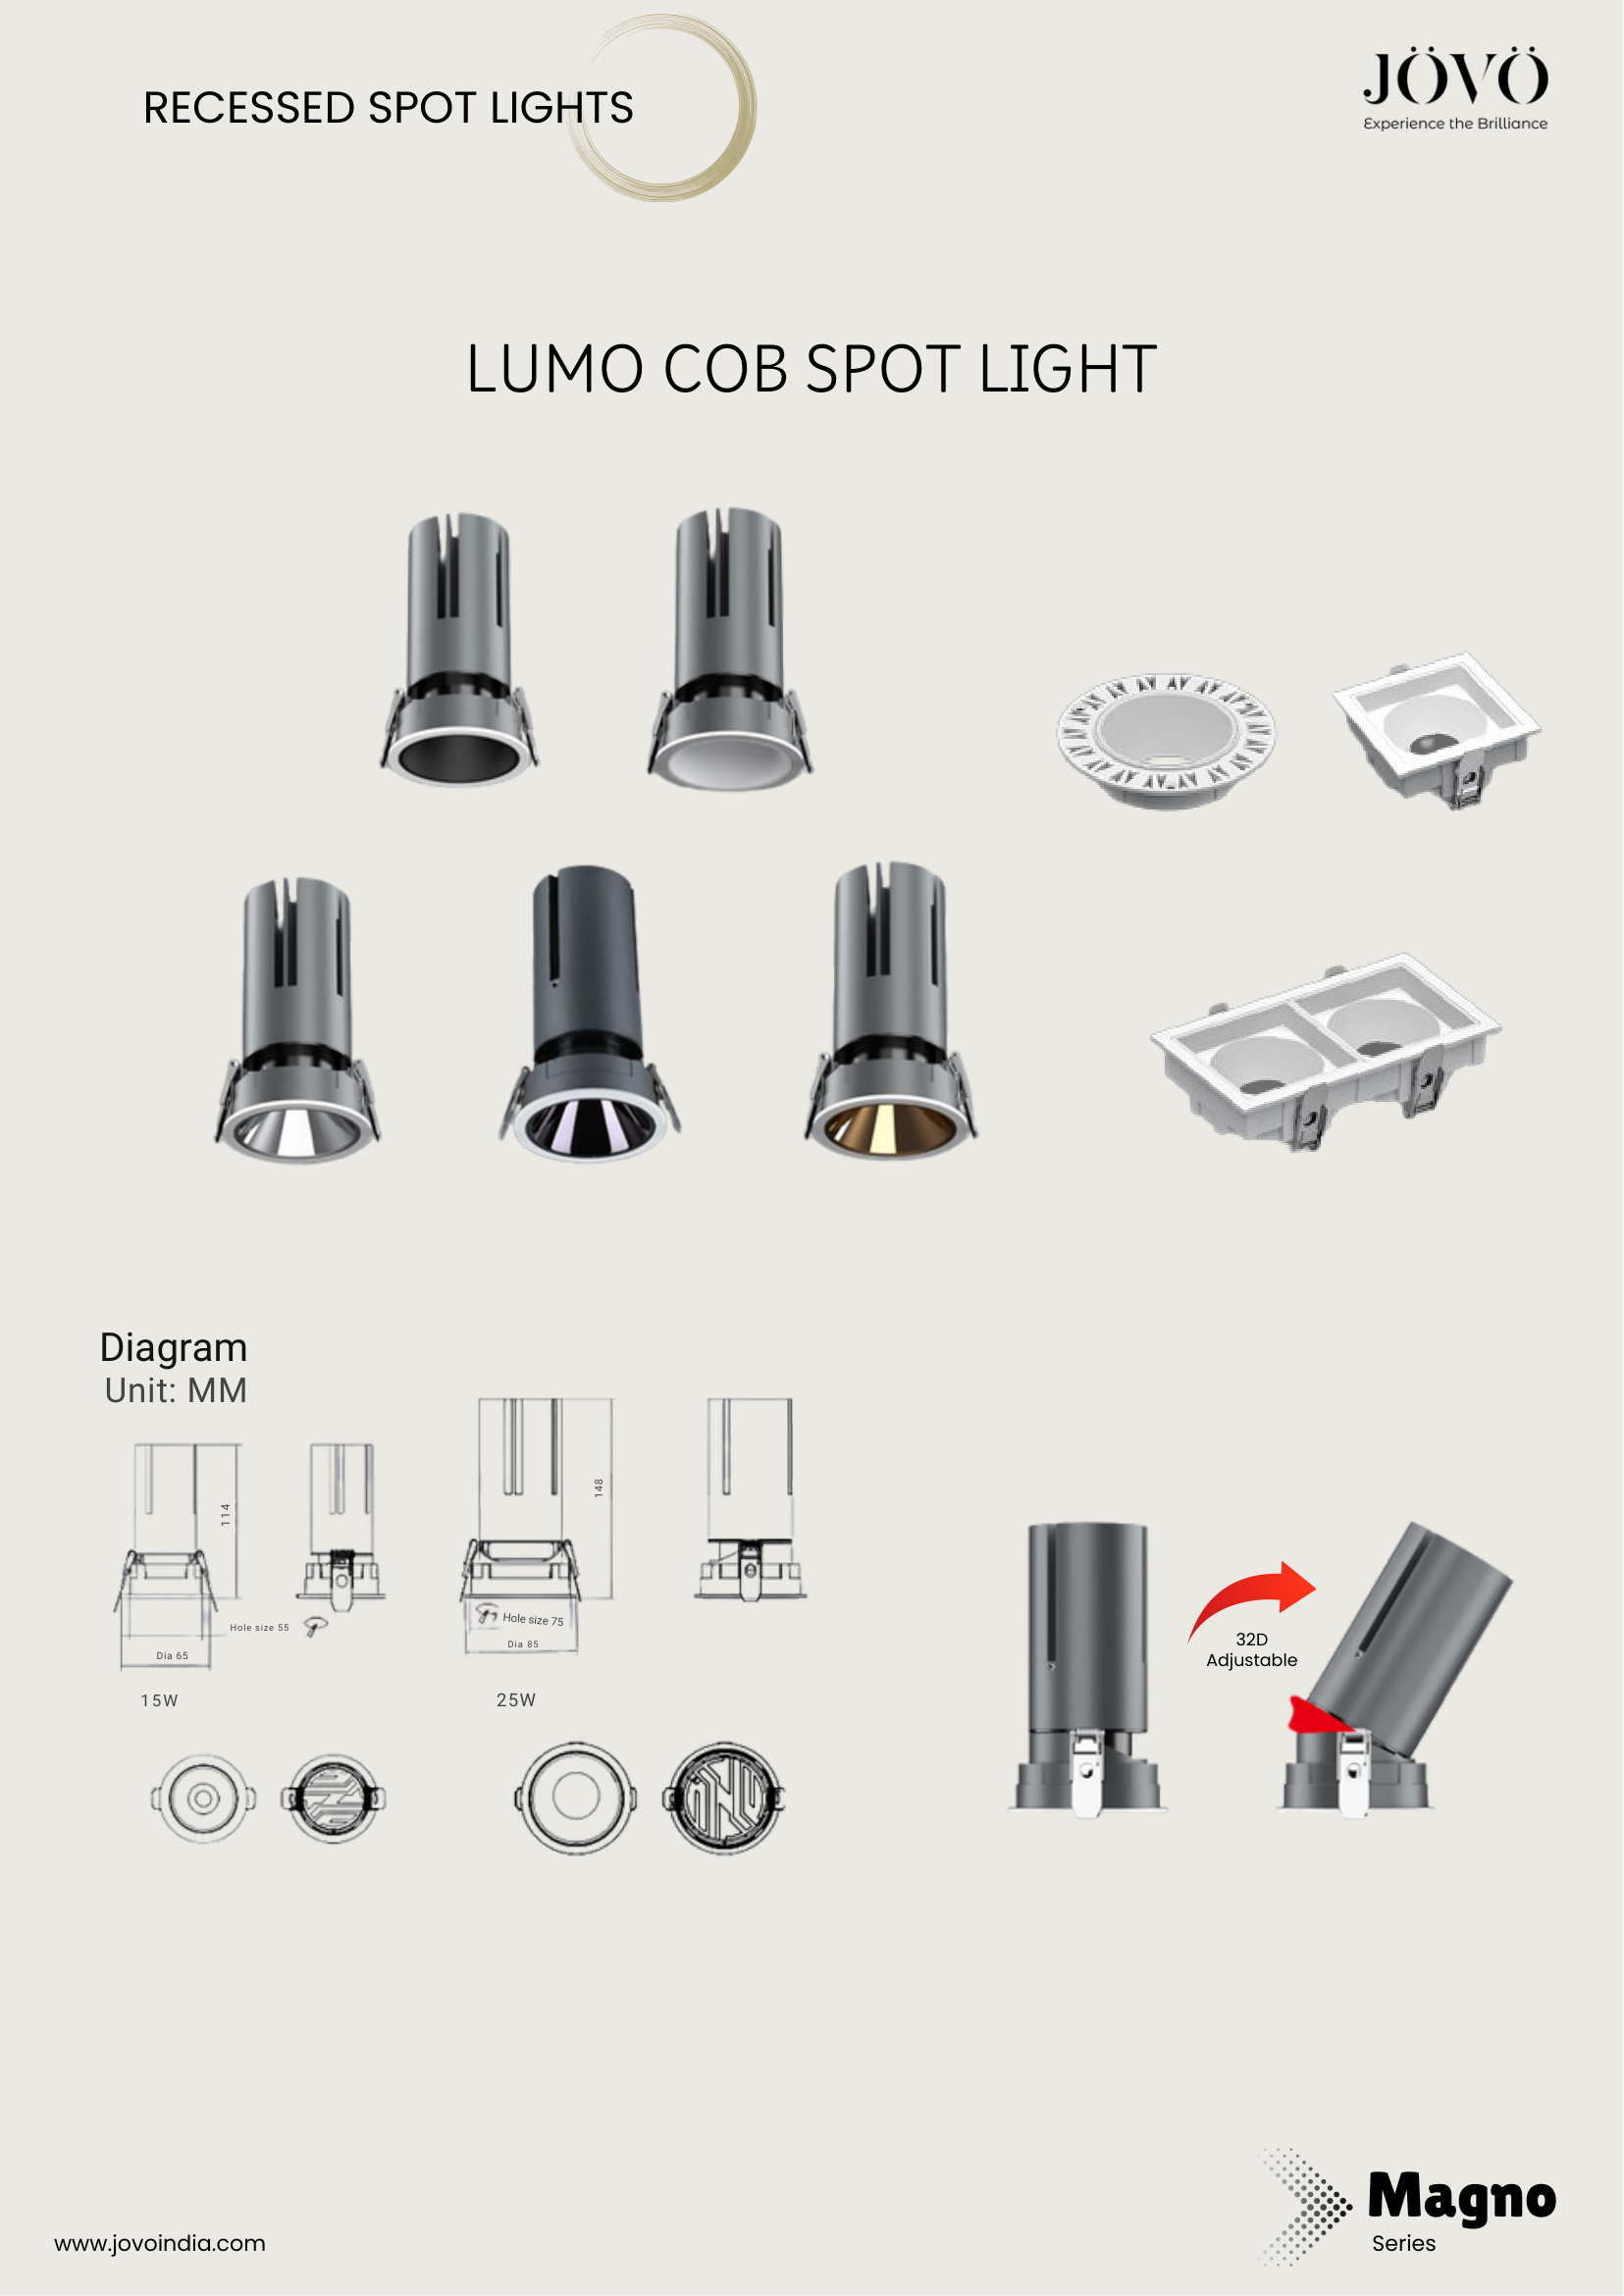 RECESSED SPOT LIGHTS
JÖVÖ
Experience the Brilliance
LUMO COB SPOT LIGHT
Diagram
Unit: MM
114
148
Hole size 55
Dia 65
Hole size 75
Dia 85
15W
25W
32D
Adjustable
Magno
Series
www.jovoindia.com